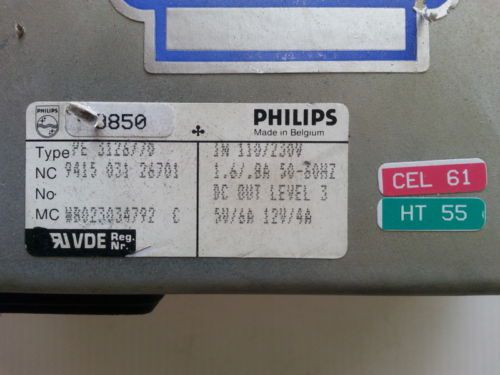 PHILIPS
8850
PHILIPS
Made in Belgium
Type PE 3126//0
NC 9415 031 26701
No
MC WB023034792 C
VDE Reg. Nr.
IN 110/230V
1.6/.8A 50-60HZ
DC OUT LEVEL 3
5V/6A 12V/4A
CEL 61
HT 55